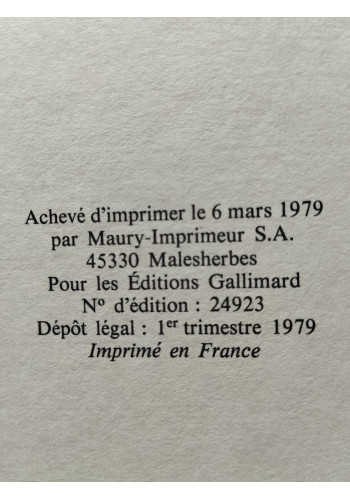 Achevé d'imprimer le 6 mars 1979
par Maury-Imprimeur S.A.
45330 Malesherbes
Pour les Éditions Gallimard
N° d'édition : 24923
Dépôt légal : 1er trimestre 1979
Imprimé en France